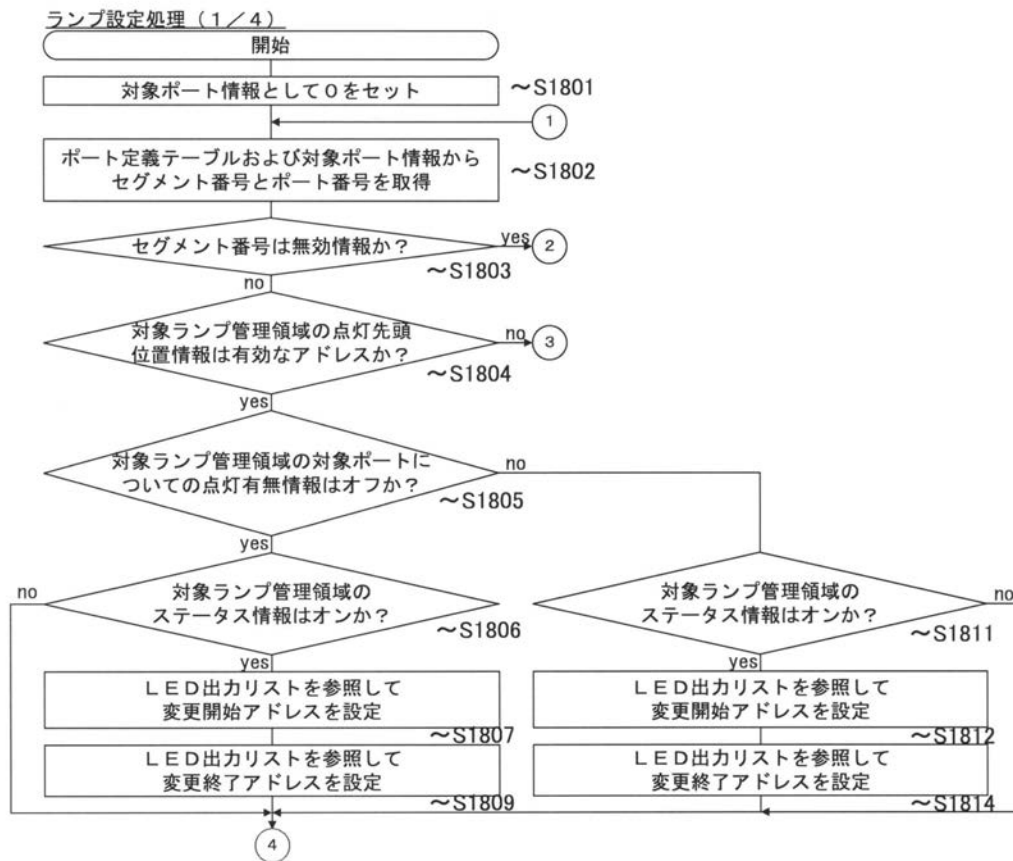 ランプ設定処理（1／4）
開始
対象ポート情報として0をセット
～S1801
1
ポート定義テーブルおよび対象ポート情報から
セグメント番号とポート番号を取得
～S1802
セグメント番号は無効情報か？
yes
2
～S1803
no
対象ランプ管理領域の点灯先頭
位置情報は有効なアドレスか？
no
3
～S1804
yes
対象ランプ管理領域の対象ポートに
ついての点灯有無情報はオフか？
no
～S1805
yes
no
対象ランプ管理領域の
ステータス情報はオンか？
～S1806
yes
ＬＥＤ出力リストを参照して
変更開始アドレスを設定
～S1807
ＬＥＤ出力リストを参照して
変更終了アドレスを設定
～S1809
対象ランプ管理領域の
ステータス情報はオンか？
no
～S1811
yes
ＬＥＤ出力リストを参照して
変更開始アドレスを設定
～S1812
ＬＥＤ出力リストを参照して
変更終了アドレスを設定
～S1814
4